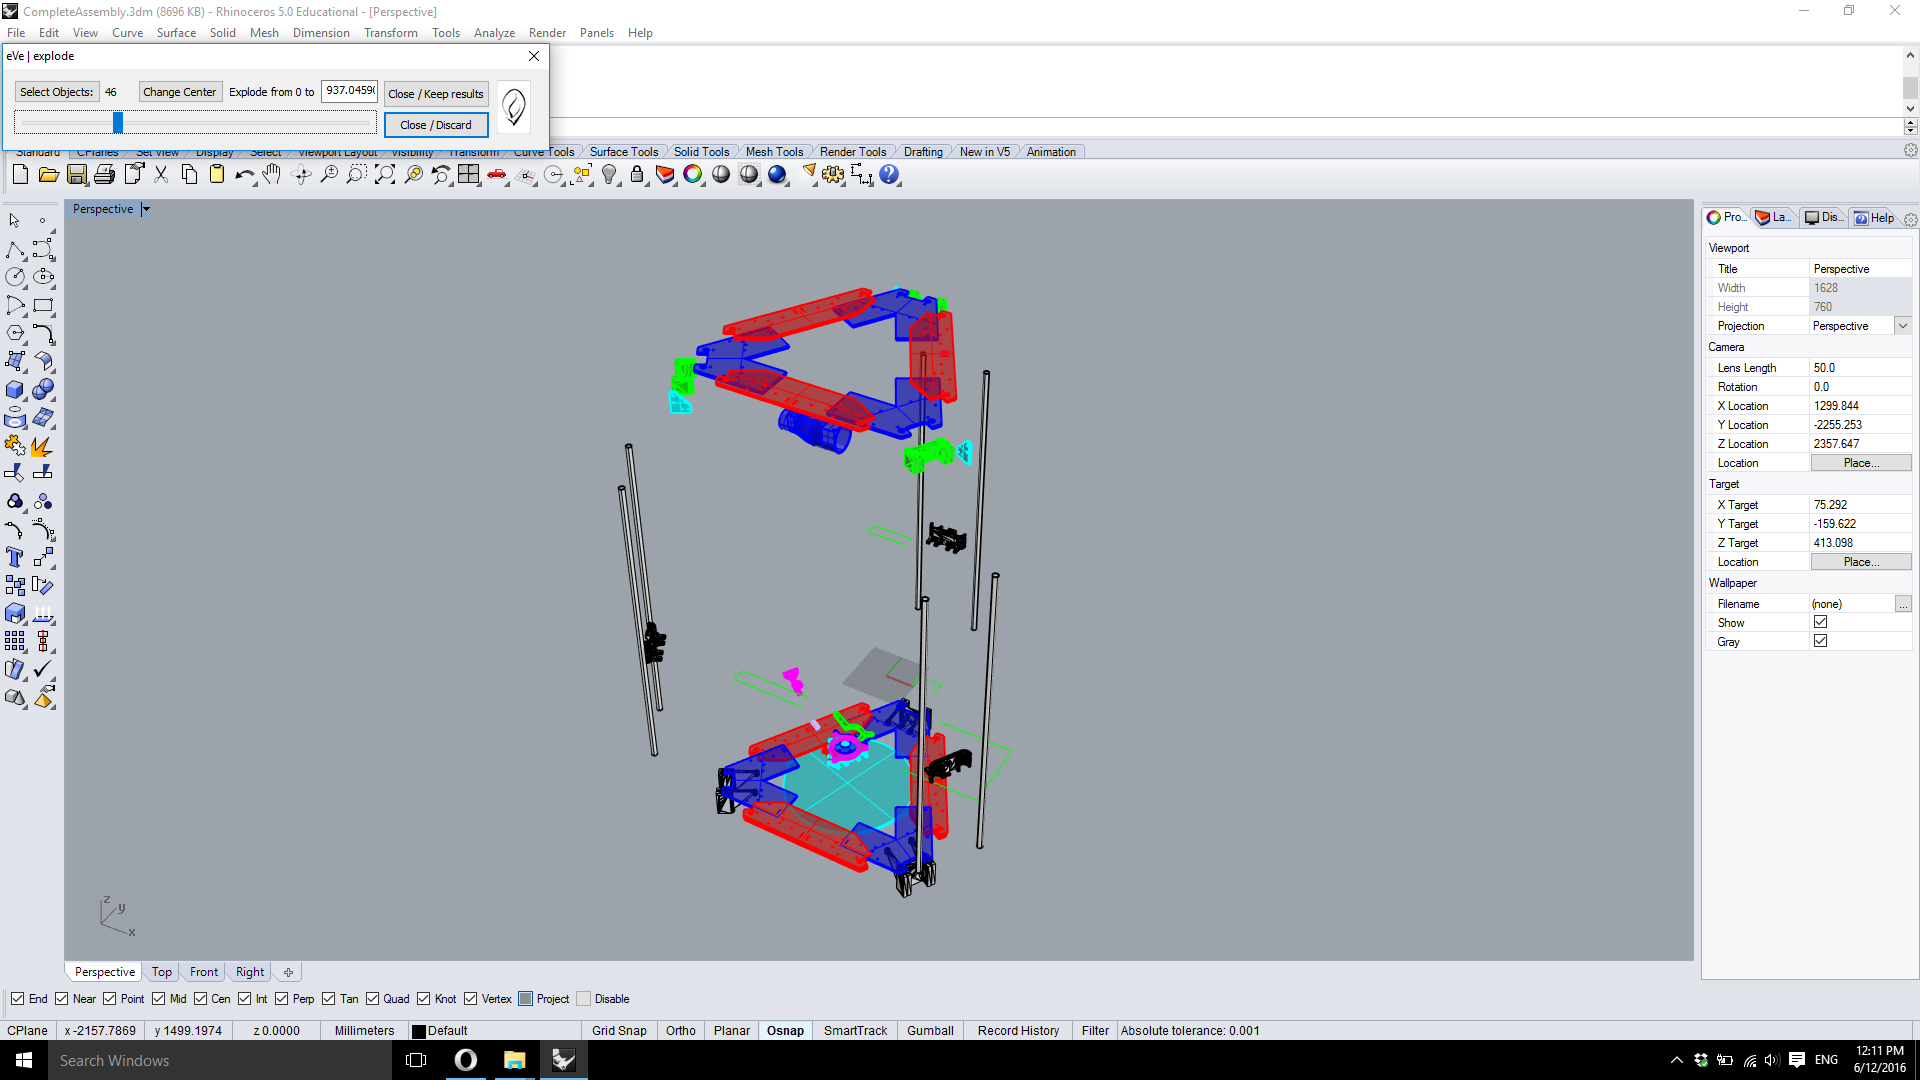 CompleteAssembly.3dm (8696 KB) - Rhinoceros 5.0 Educational - [Perspective]
File Edit View Curve Surface Solid Mesh Dimension Transform Tools Analyze Render Panels Help
eVe | explode
Select Objects: 46 Change Center Explode from 0 to 937.0459 Close / Keep results
Close / Discard
Standard CPlanes Set View Display Select Viewport Layout Visibility Transform Curve Tools Surface Tools Solid Tools Mesh Tools Render Tools Drafting New in V5 Animation
Perspective
Pro... La... Dis... Help
Viewport
Title Perspective
Width 1628
Height 760
Projection Perspective
Camera
Lens Length 50.0
Rotation 0.0
X Location 1299.844
Y Location -2255.253
Z Location 2357.647
Location Place...
Target
X Target 75.292
Y Target -159.622
Z Target 413.098
Location Place...
Wallpaper
Filename (none) ...
Show
Gray
z
y
x
Perspective Top Front Right
End Near Point Mid Cen Int Perp Tan Quad Knot Vertex Project Disable
CPlane x -2157.7869 y 1499.1974 z 0.0000 Millimeters Default Grid Snap Ortho Planar Osnap SmartTrack Gumball Record History Filter Absolute tolerance: 0.001
Search Windows
ENG
12:11 PM
6/12/2016